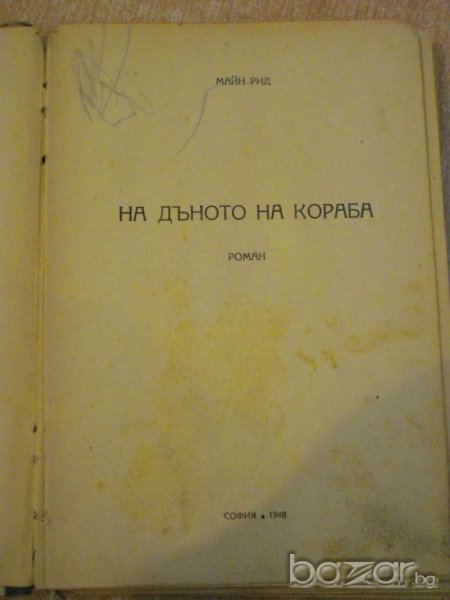 МАЙН РИД
НА ДЪНОТО НА КОРАБА
РОМАН
СОФИЯ • 1948
bazar.bg